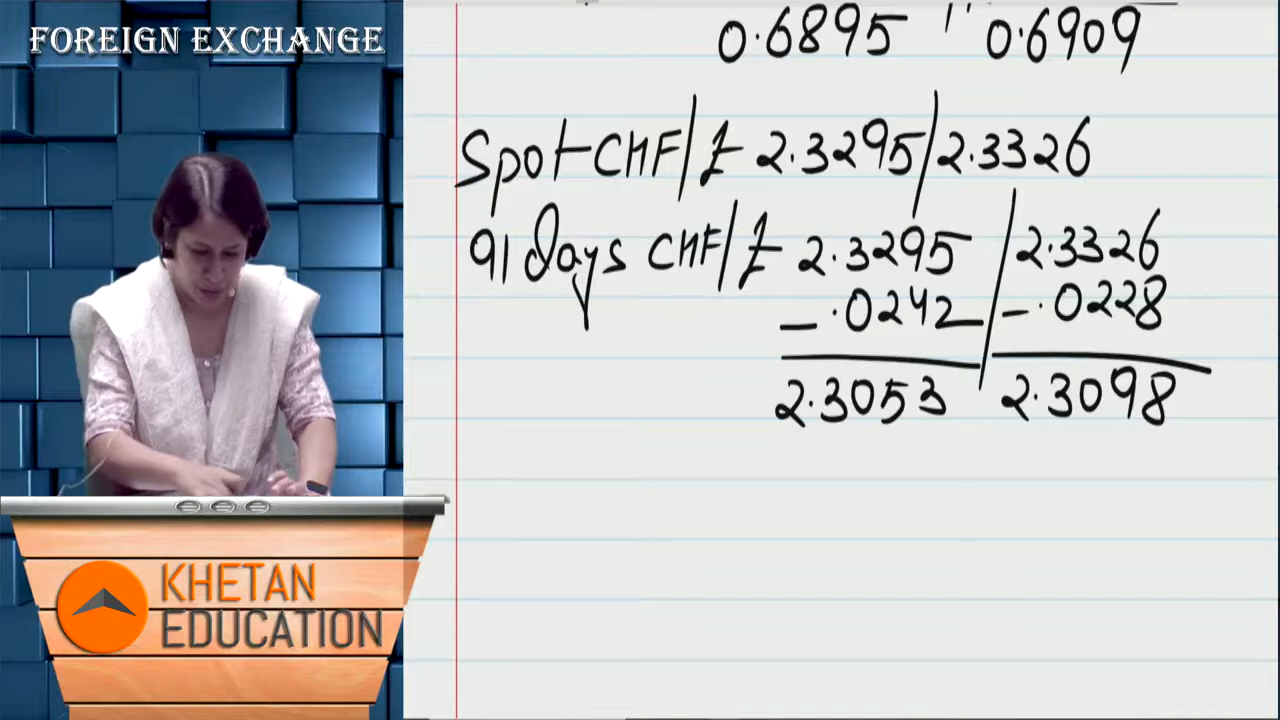 FOREIGN EXCHANGE
0.6895 " 0.6909
Spot CHF/£ 2.3295/2.3326
91 days CHF/£ 2.3295/2.3326
- .0242/- .0228
2.3053/2.3098
KHETAN
EDUCATION